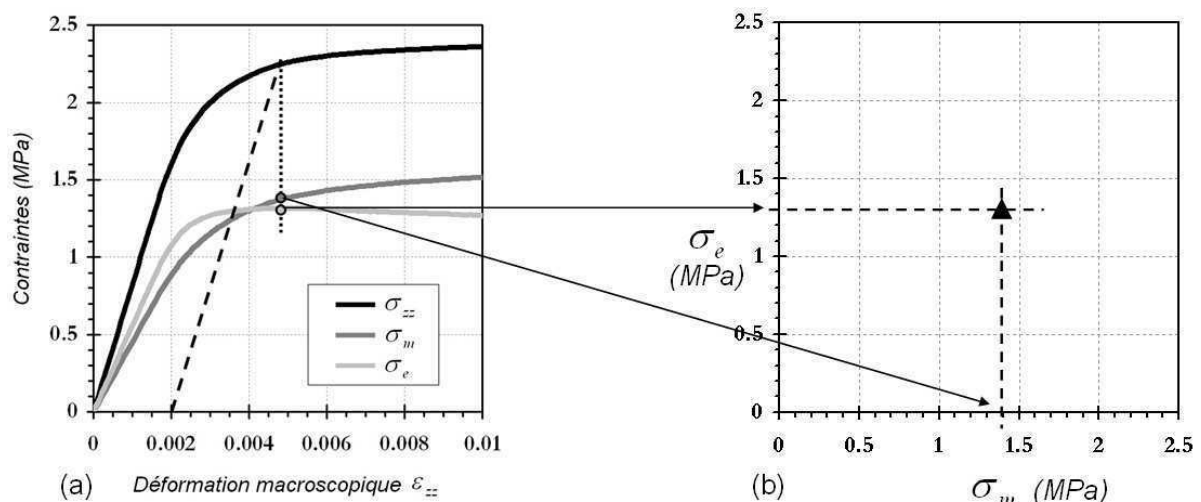 2.5
2
1.5
1
0.5
0
Contraintes (MPa)
σzz
σm
σe
0 0.002 0.004 0.006 0.008 0.01
(a) Déformation macroscopique εzz
2.5
2
1.5
1
0.5
0
σe
(MPa)
0 0.5 1 1.5 2 2.5
(b) σm (MPa)